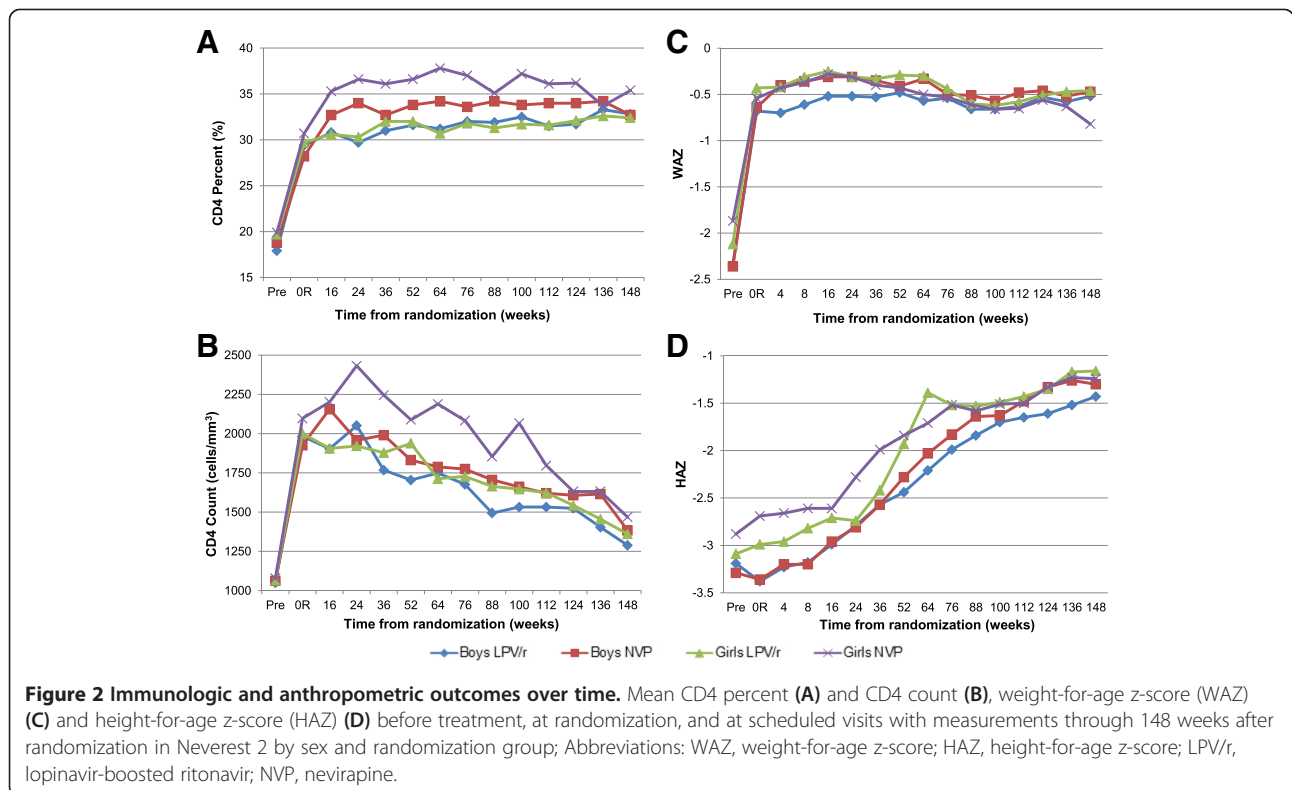 A
40
35
30
25
20
15
CD4 Percent (%)
Pre 0R 16 24 36 52 64 76 88 100 112 124 136 148
Time from randomization (weeks)
C
0
-0.5
-1
-1.5
-2
-2.5
WAZ
Pre 0R 4 8 16 24 36 52 64 76 88 100 112 124 136 148
Time from randomization (weeks)
B
2500
2250
2000
1750
1500
1250
1000
CD4 Count (cells/mm³)
Pre 0R 16 24 36 52 64 76 88 100 112 124 136 148
Time from randomization (weeks)
D
-1
-1.5
-2
-2.5
-3
-3.5
HAZ
Pre 0R 4 8 16 24 36 52 64 76 88 100 112 124 136 148
Time from randomization (weeks)
Boys LPV/r Boys NVP Girls LPV/r Girls NVP
Figure 2 Immunologic and anthropometric outcomes over time. Mean CD4 percent (A) and CD4 count (B), weight-for-age z-score (WAZ)
(C) and height-for-age z-score (HAZ) (D) before treatment, at randomization, and at scheduled visits with measurements through 148 weeks after
randomization in Neverest 2 by sex and randomization group; Abbreviations: WAZ, weight-for-age z-score; HAZ, height-for-age z-score; LPV/r,
lopinavir-boosted ritonavir; NVP, nevirapine.